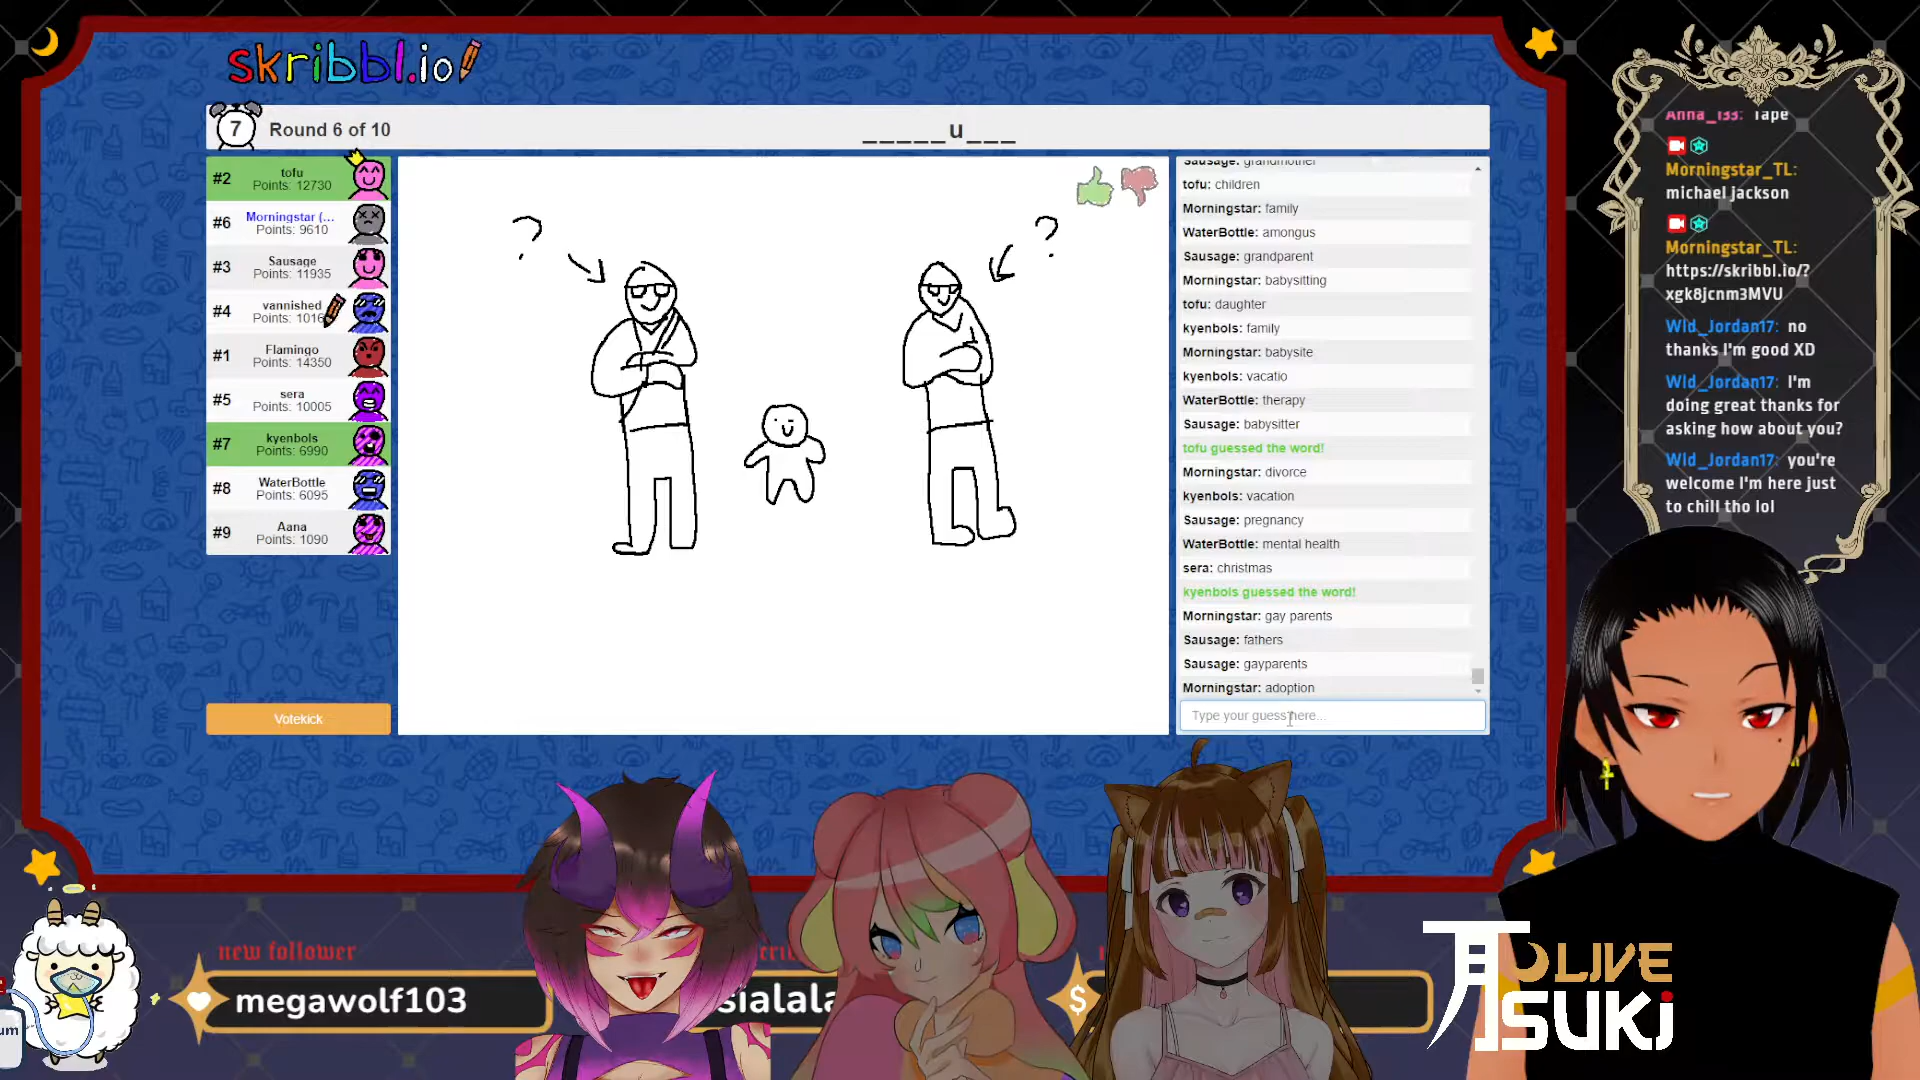 skribbl.io
7
Round 6 of 10
_____u___
#2 tofu
Points: 12730
#6 Morningstar (...
Points: 9610
#3 Sausage
Points: 11935
#4 vannished
#1 Flamingo
Points: 14350
#5 sera
Points: 10005
#7 kyenbols
Points: 6990
#8 WaterBottle
Points: 6095
#9 Aana
Points: 1090
Votekick
?
?
Sausage: grandmother
tofu: children
Morningstar: family
WaterBottle: amongus
Sausage: grandparent
Morningstar: babysitting
tofu: daughter
kyenbols: family
Morningstar: babysite
kyenbols: vacatio
WaterBottle: therapy
Sausage: babysitter
tofu guessed the word!
Morningstar: divorce
kyenbols: vacation
Sausage: pregnancy
WaterBottle: mental health
sera: christmas
kyenbols guessed the word!
Morningstar: gay parents
Sausage: fathers
Sausage: gayparents
Morningstar: adoption
Type your guess here...
Anna_133: Tape
Morningstar_TL:
michael jackson
Morningstar_TL:
https://skribbl.io/?
xgk8jcnm3MVU
Wld_Jordan17: no
thanks I'm good XD
Wld_Jordan17: I'm
doing great thanks for
asking how about you?
Wld_Jordan17: you're
welcome I'm here just
to chill tho lol
new follower
megawolf103
$
LIVE
TSUKi